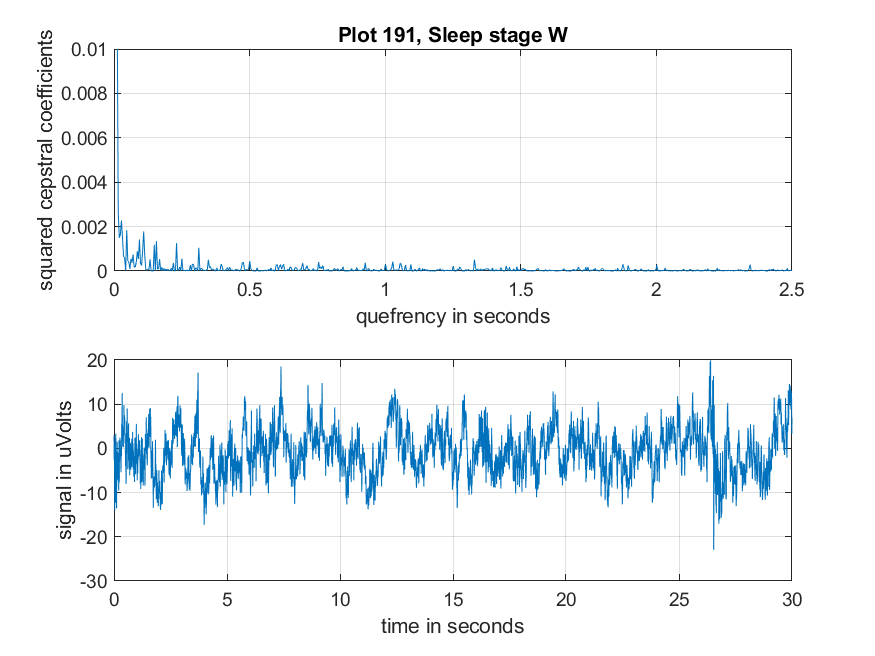 Plot 191, Sleep stage W
squared cepstral coefficients
0.01
0.008
0.006
0.004
0.002
0
0 0.5 1 1.5 2 2.5
quefrency in seconds
signal in uVolts
20
10
0
-10
-20
-30
0 5 10 15 20 25 30
time in seconds